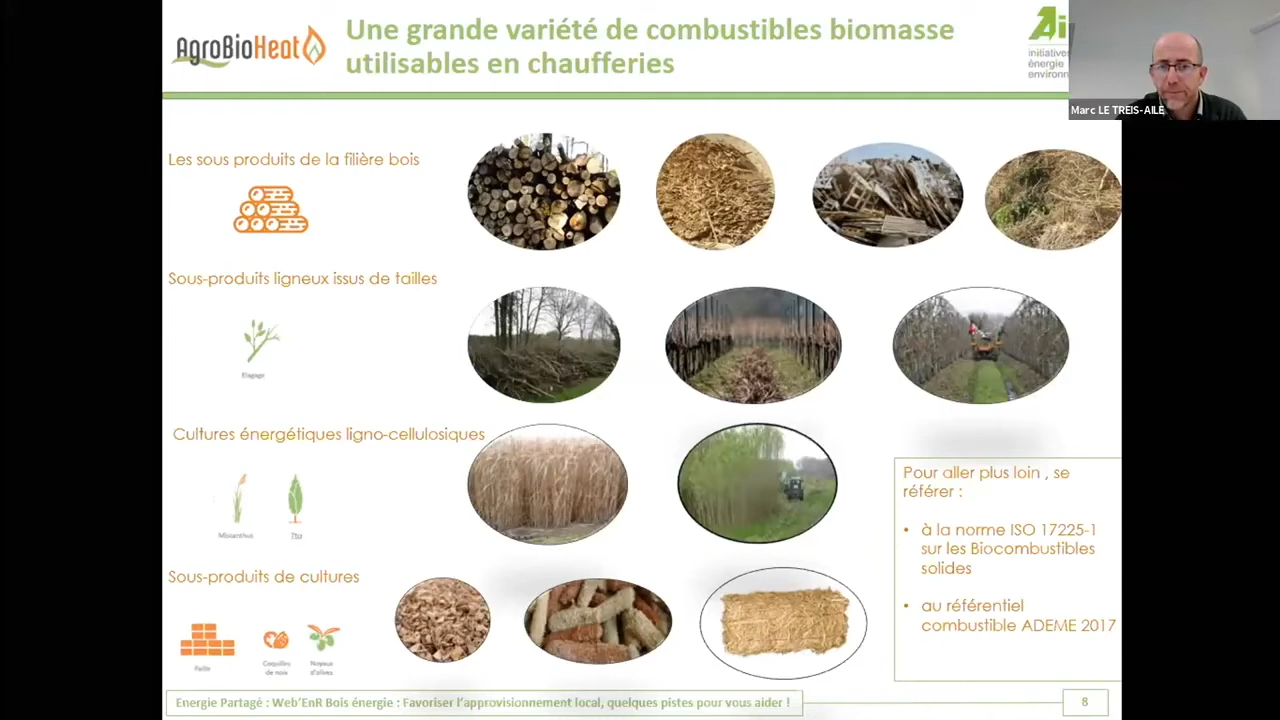 AgroBioHeat
Une grande variété de combustibles biomasse
utilisables en chaufferies
initiatives
énergie
environn
Marc LE TREIS-AILE
Les sous produits de la filière bois
Sous-produits ligneux issus de tailles
Elagage
Cultures énergétiques ligno-cellulosiques
Miscanthus
Sous-produits de cultures
Paille
Coquilles
de noix
Noyaux
d'olives
Pour aller plus loin , se
référer :
• à la norme ISO 17225-1
sur les Biocombustibles
solides
• au référentiel
combustible ADEME 2017
Energie Partagé : Web'EnR Bois énergie : Favoriser l'approvisionnement local, quelques pistes pour vous aider !
8